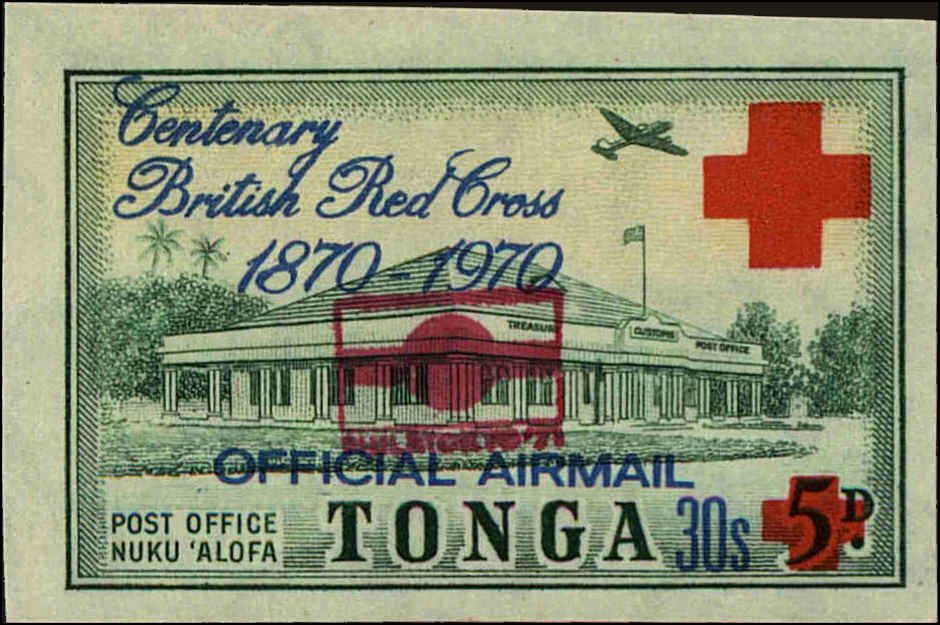 Centenary
British Red Cross
1870-1970
TREASURY
CUSTOMS
POST OFFICE
OFFICIAL AIRMAIL
POST OFFICE
NUKU 'ALOFA
TONGA
30s
5D.